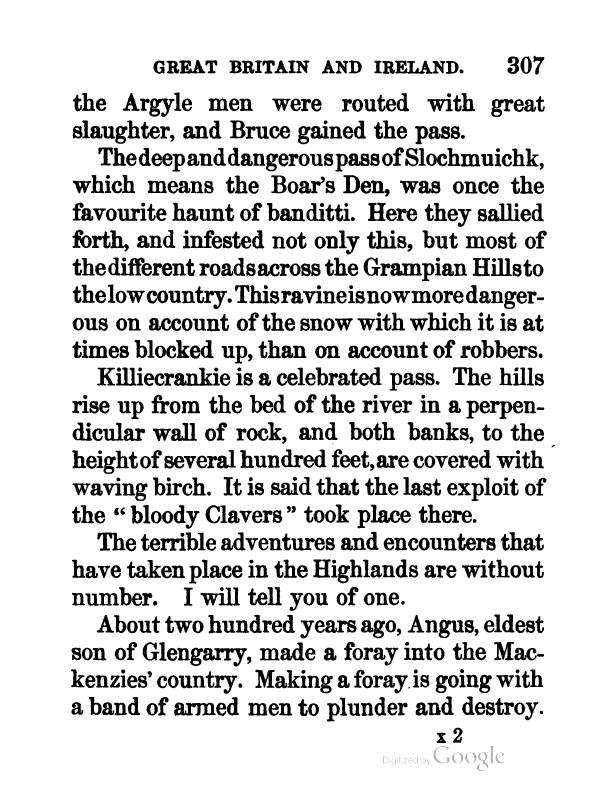 GREAT BRITAIN AND IRELAND. 307
the Argyle men were routed with great
slaughter, and Bruce gained the pass.
The deep and dangerous pass of Slochmuichk,
which means the Boar's Den, was once the
favourite haunt of banditti. Here they sallied
forth, and infested not only this, but most of
the different roads across the Grampian Hills to
the low country. This ravine is now more danger-
ous on account of the snow with which it is at
times blocked up, than on account of robbers.
Killiecrankie is a celebrated pass. The hills
rise up from the bed of the river in a perpen-
dicular wall of rock, and both banks, to the
height of several hundred feet, are covered with
waving birch. It is said that the last exploit of
the "bloody Clavers" took place there.
The terrible adventures and encounters that
have taken place in the Highlands are without
number. I will tell you of one.
About two hundred years ago, Angus, eldest
son of Glengarry, made a foray into the Mac-
kenzies' country. Making a foray is going with
a band of armed men to plunder and destroy.
x 2
Digitized by Google